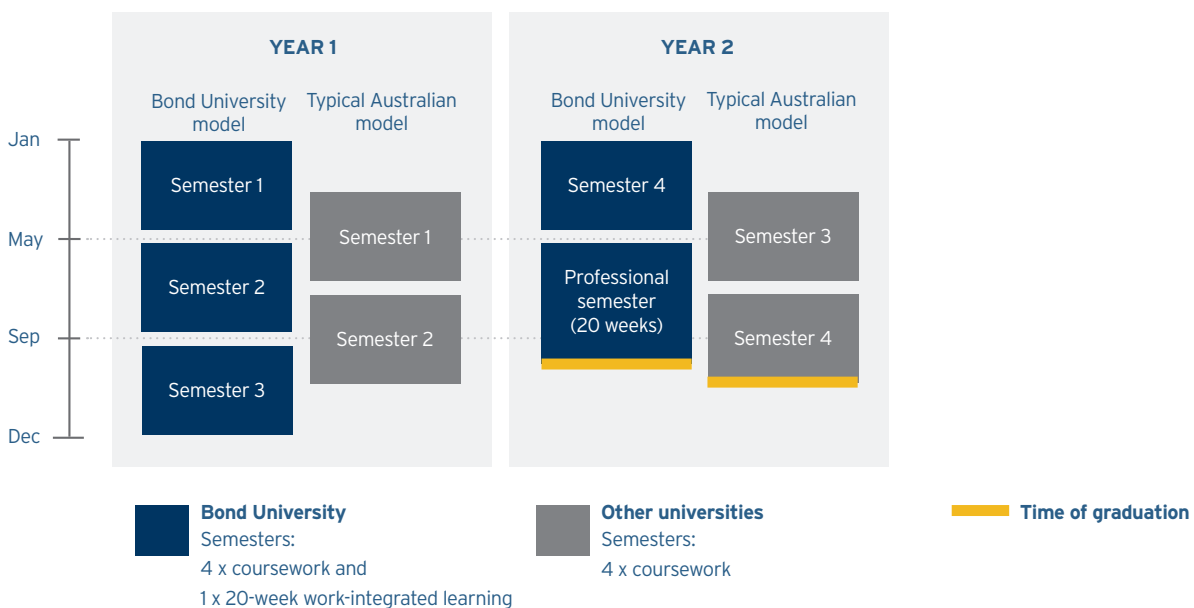 YEAR 1
Bond University
model
Typical Australian
model
YEAR 2
Bond University
model
Typical Australian
model
Jan
May
Sep
Dec
Semester 1
Semester 2
Semester 3
Semester 1
Semester 2
Semester 4
Professional
semester
(20 weeks)
Semester 3
Semester 4
Bond University
Semesters:
4 x coursework and
1 x 20-week work-integrated learning
Other universities
Semesters:
4 x coursework
Time of graduation